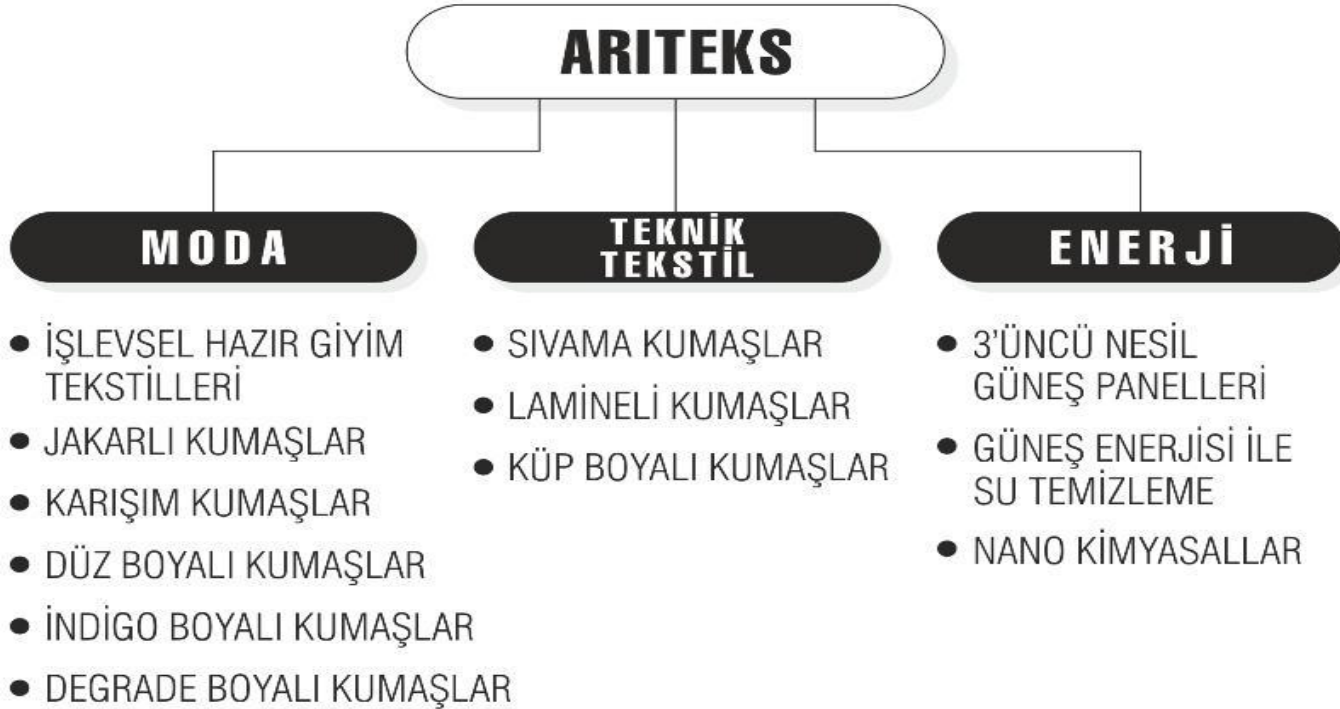 ARITEKS
MODA
İŞLEVSEL HAZIR GİYİM
TEKSTİLLERİ
JAKARLI KUMAŞLAR
KARIŞIM KUMAŞLAR
DÜZ BOYALI KUMAŞLAR
İNDİGO BOYALI KUMAŞLAR
DEGRADE BOYALI KUMAŞLAR
TEKNİK
TEKSTİL
SIVAMA KUMAŞLAR
LAMİNELİ KUMAŞLAR
KÜP BOYALI KUMAŞLAR
ENERJİ
3'ÜNCÜ NESİL
GÜNEŞ PANELLERİ
GÜNEŞ ENERJİSİ İLE
SU TEMİZLEME
NANO KİMYASALLAR